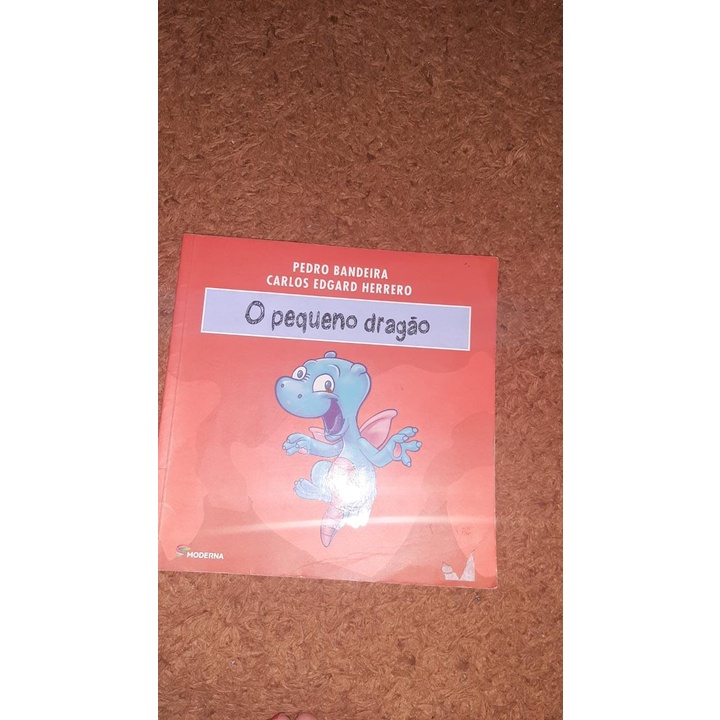 PEDRO BANDEIRA
CARLOS EDGARD HERRERO
O pequeno dragão
MODERNA